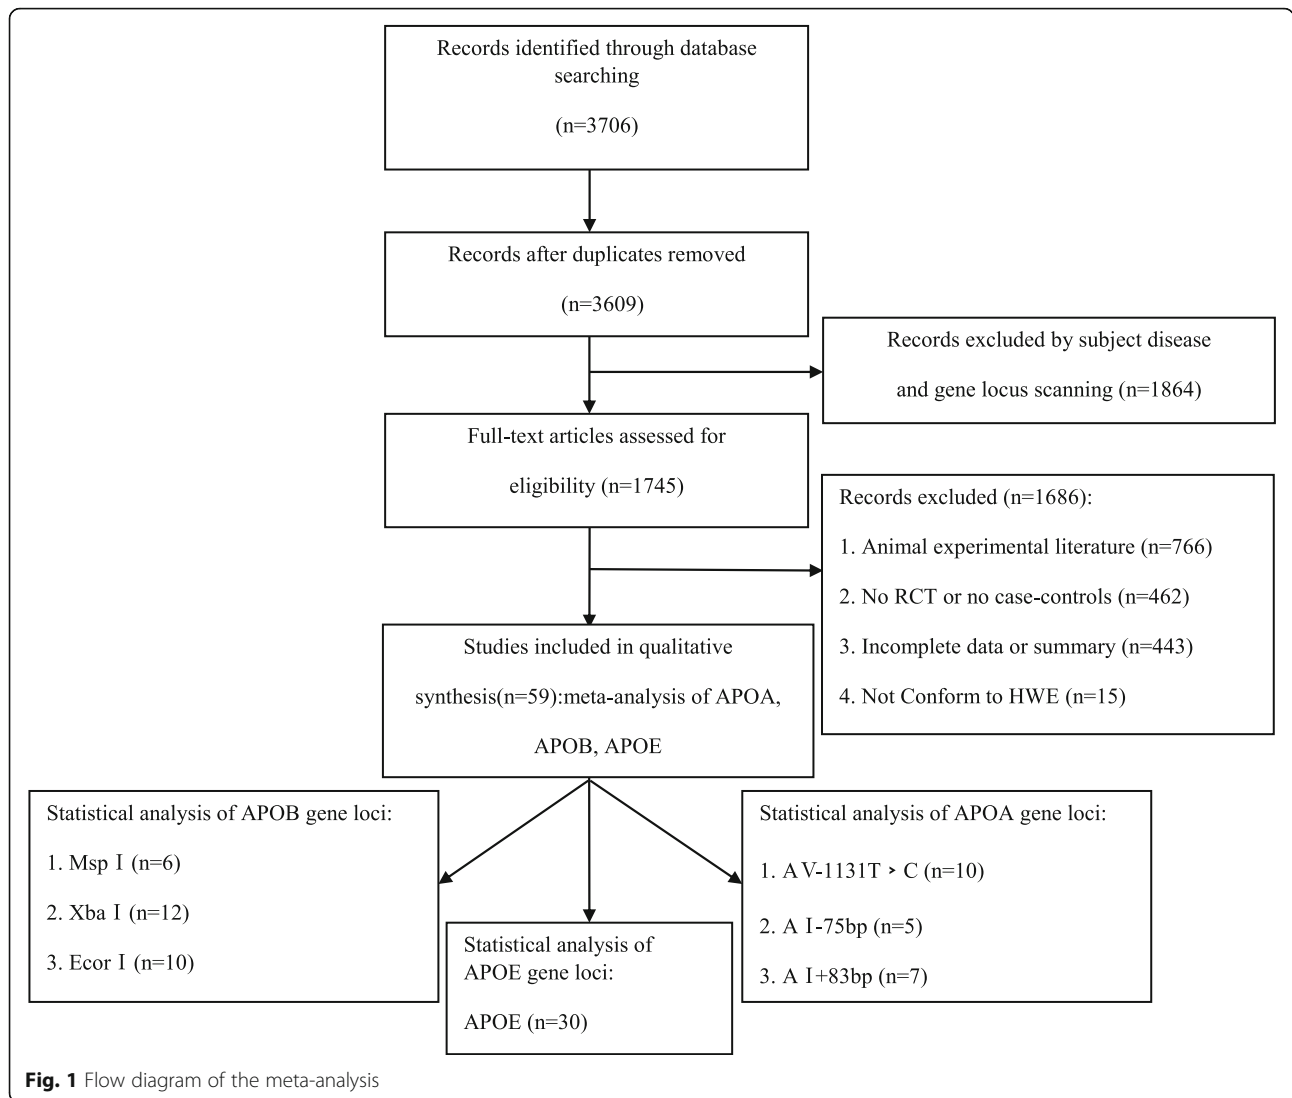 Records identified through database
searching
(n=3706)
Records after duplicates removed
(n=3609)
Records excluded by subject disease
and gene locus scanning (n=1864)
Full-text articles assessed for
eligibility (n=1745)
Records excluded (n=1686):
1. Animal experimental literature (n=766)
2. No RCT or no case-controls (n=462)
3. Incomplete data or summary (n=443)
4. Not Conform to HWE (n=15)
Studies included in qualitative
synthesis(n=59):meta-analysis of APOA,
APOB, APOE
Statistical analysis of APOB gene loci:
1. Msp Ⅰ (n=6)
2. Xba Ⅰ (n=12)
3. Ecor Ⅰ (n=10)
Statistical analysis of
APOE gene loci:
APOE (n=30)
Statistical analysis of APOA gene loci:
1. A Ⅴ-1131T > C (n=10)
2. A Ⅰ-75bp (n=5)
3. A Ⅰ+83bp (n=7)
Fig. 1 Flow diagram of the meta-analysis